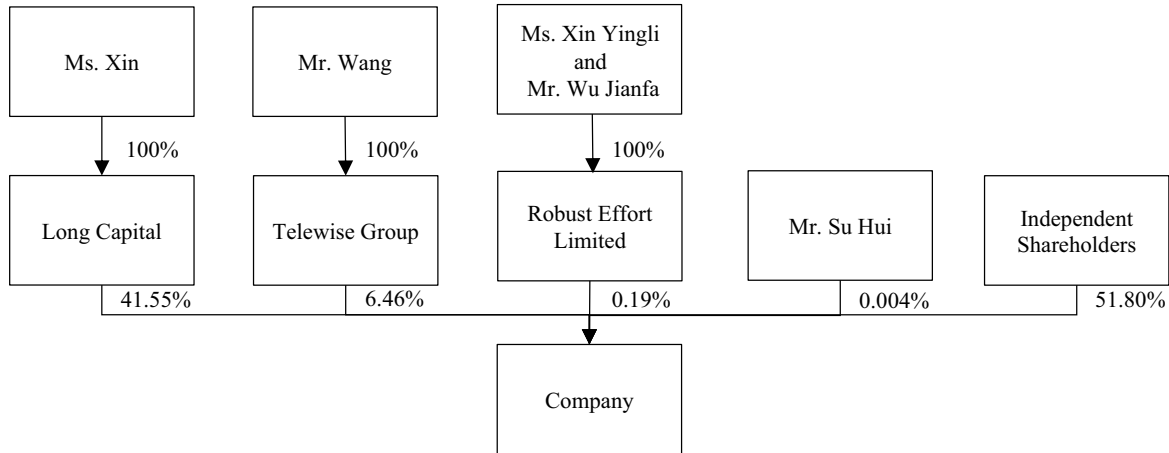 Ms. Xin
Mr. Wang
Ms. Xin Yingli
and
Mr. Wu Jianfa
100%
100%
100%
Long Capital
Telewise Group
Robust Effort
Limited
Mr. Su Hui
Independent
Shareholders
41.55%
6.46%
0.19%
0.004%
51.80%
Company